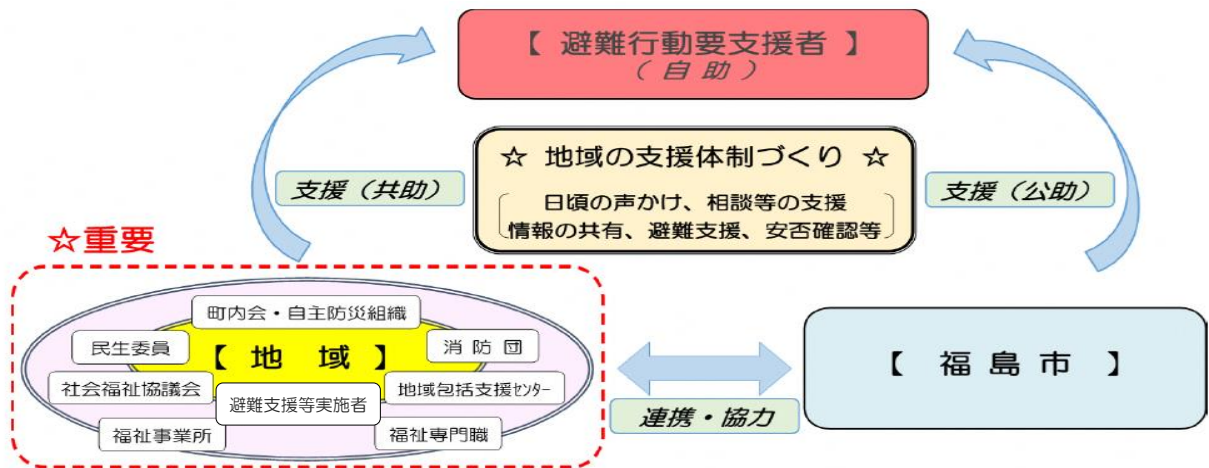 【 避難行動要支援者 】
( 自 助 )
☆ 地域の支援体制づくり ☆
日頃の声かけ、相談等の支援
情報の共有、避難支援、安否確認等
支援（共助）
支援（公助）
☆重要
町内会・自主防災組織
民生委員
【 地 域 】
消 防 団
社会福祉協議会
地域包括支援ｾﾝﾀｰ
避難支援等実施者
福祉事業所
福祉専門職
連携・協力
【 福 島 市 】